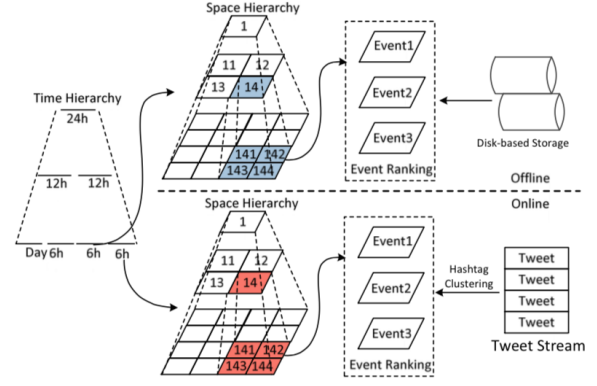 Space Hierarchy
1
11 12
13 14
141 142
143 144
Event1
Event2
Event3
Event Ranking
Disk-based Storage
Offline
Time Hierarchy
24h
12h 12h
Day 6h 6h 6h
Online
Space Hierarchy
1
11 12
13 14
141 142
143 144
Event1
Event2
Event3
Event Ranking
Hashtag
Clustering
Tweet
Tweet
Tweet
Tweet
Tweet Stream